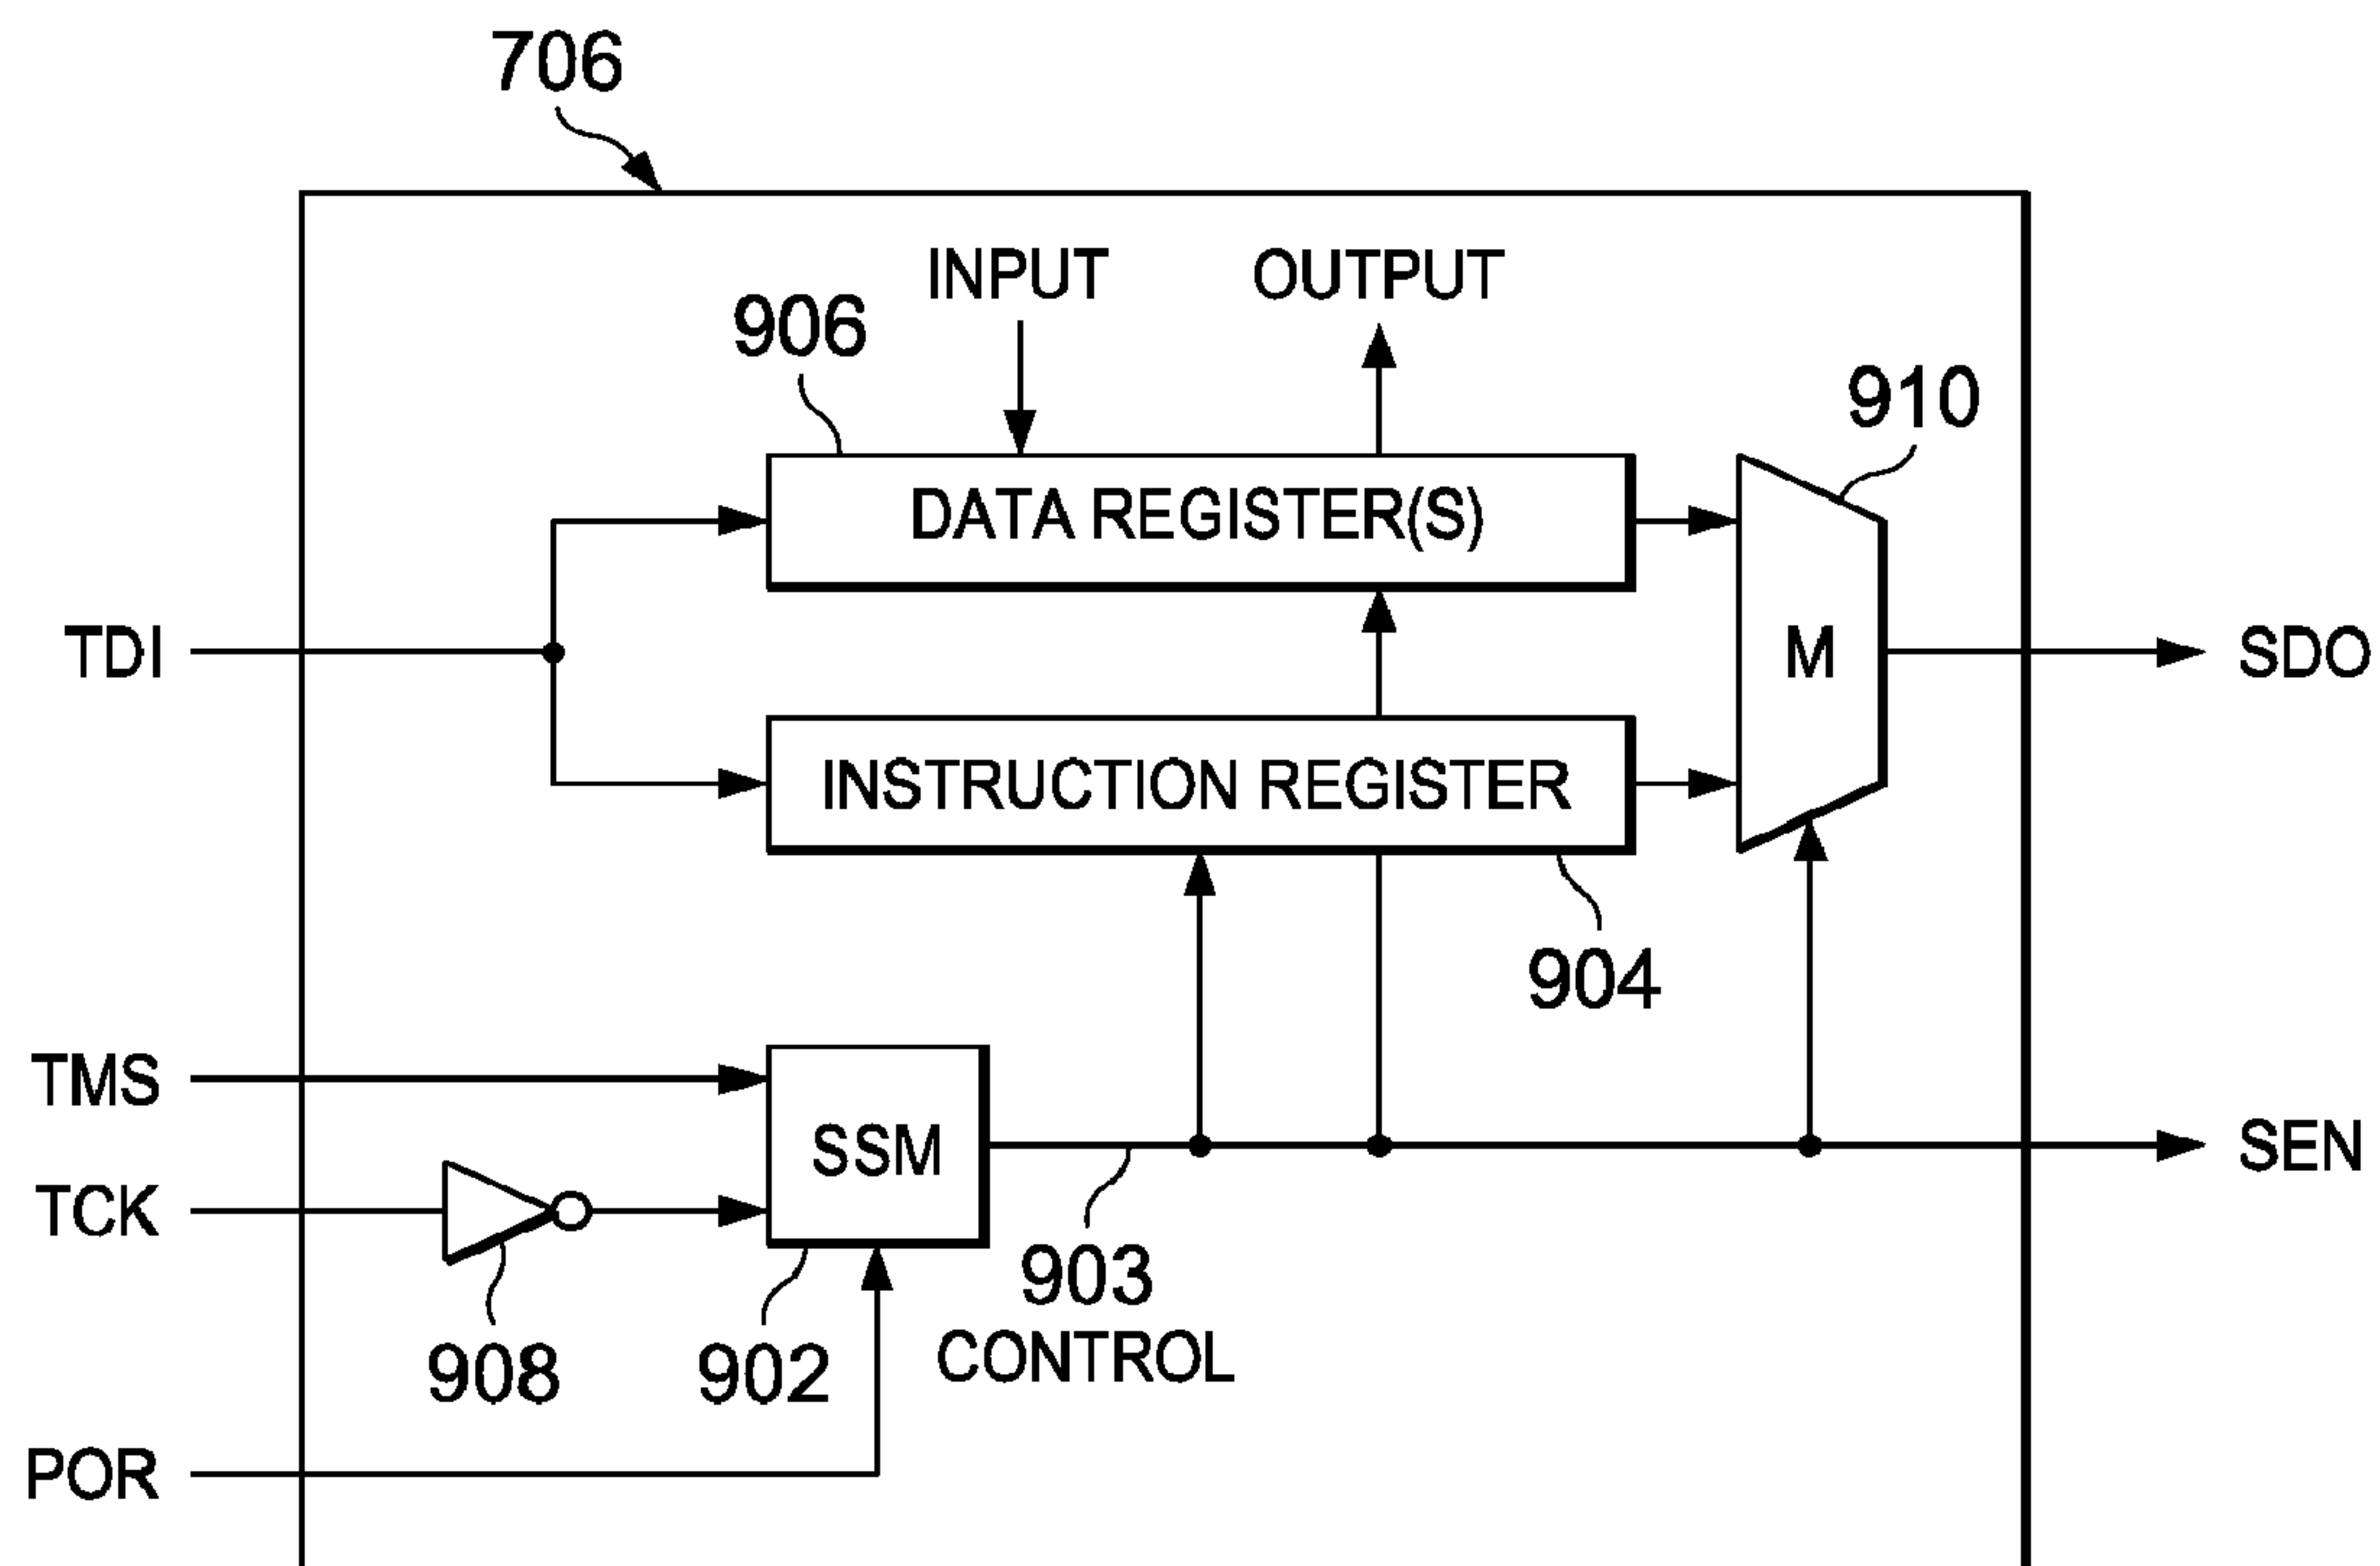 706
INPUT
OUTPUT
906
910
DATA REGISTER(S)
TDI
M
SDO
INSTRUCTION REGISTER
904
TMS
SSM
SEN
TCK
903
CONTROL
908
902
POR